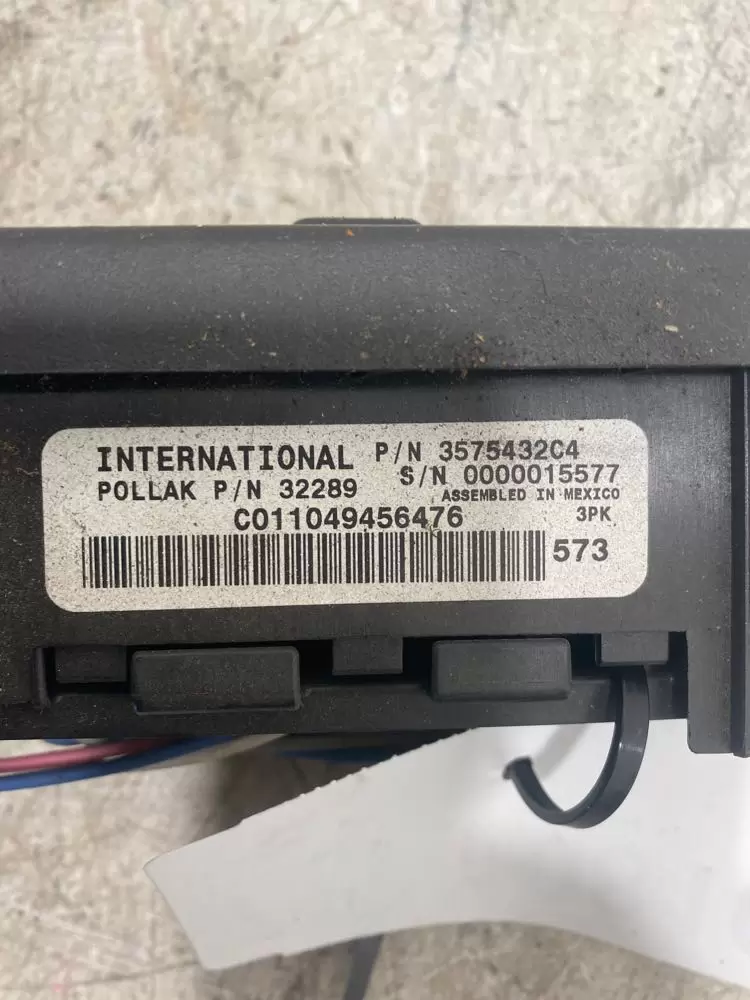 INTERNATIONAL P/N 3575432C4
POLLAK P/N 32289 S/N 0000015577
ASSEMBLED IN MEXICO
C011049456476 3PK
573